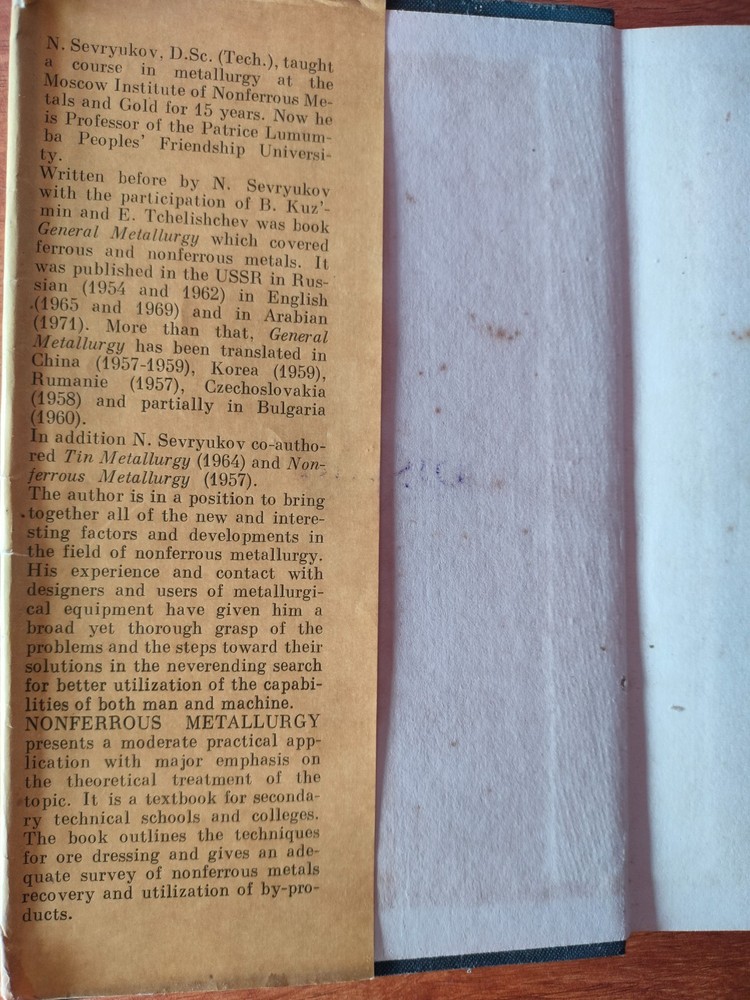 N. Sevryukov, D.Sc. (Tech.), taught
a course in metallurgy at the
Moscow Institute of Nonferrous Me-
tals and Gold for 15 years. Now he
is Professor of the Patrice Lumum-
ba Peoples' Friendship Universi-
ty.
Written before by N. Sevryukov
with the participation of B. Kuz'-
min and E. Tchelishchev was book
General Metallurgy which covered
ferrous and nonferrous metals. It
was published in the USSR in Rus-
sian (1954 and 1962) in English
(1965 and 1969) and in Arabian
(1971). More than that, General
Metallurgy has been translated in
China (1957-1959), Korea (1959),
Rumanie (1957), Czechoslovakia
(1958) and partially in Bulgaria
(1960).
In addition N. Sevryukov co-autho-
red Tin Metallurgy (1964) and Non-
ferrous Metallurgy (1957).
The author is in a position to bring
together all of the new and intere-
sting factors and developments in
the field of nonferrous metallurgy.
His experience and contact with
designers and users of metallurgi-
cal equipment have given him a
broad yet thorough grasp of the
problems and the steps toward their
solutions in the neverending search
for better utilization of the capabi-
lities of both man and machine.
NONFERROUS METALLURGY
presents a moderate practical app-
lication with major emphasis on
the theoretical treatment of the
topic. It is a textbook for seconda-
ry technical schools and colleges.
The book outlines the techniques
for ore dressing and gives an ade-
quate survey of nonferrous metals
recovery and utilization of by-pro-
ducts.